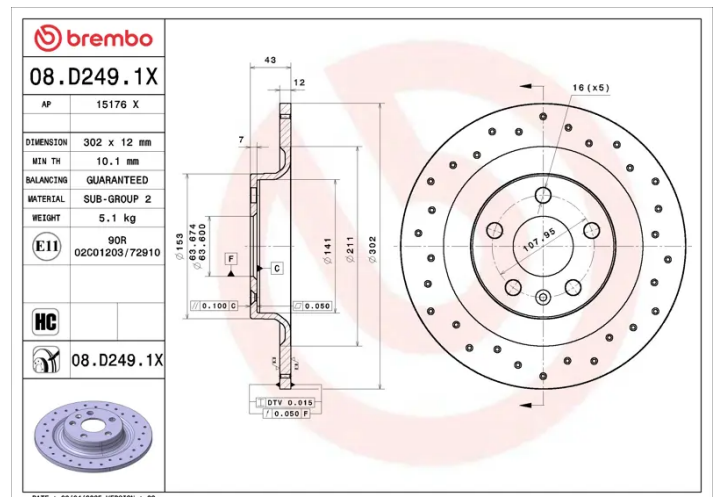 brembo
08.D249.1X
AP 15176 X
DIMENSION 302 x 12 mm
MIN TH 10.1 mm
BALANCING GUARANTEED
MATERIAL SUB-GROUP 2
WEIGHT 5.1 kg
E11 90R
02C01203/72910
HC
08.D249.1X
43
12
7
Ø153
Ø63.674
Ø63.600
F
C
Ø141
Ø211
Ø302
// 0.100 C
0.050
DTV 0.015
0.050 F
16 (x5)
107.95